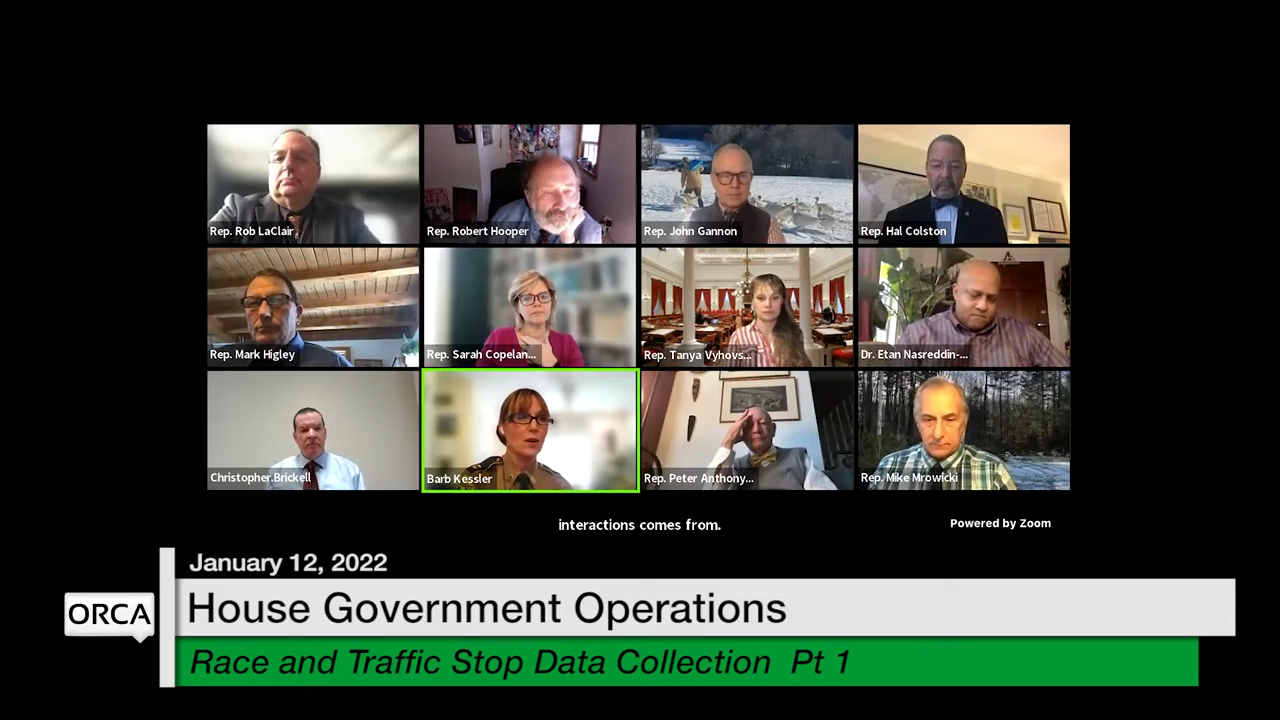 Rep. Rob LaClair
Rep. Robert Hooper
Rep. John Gannon
Rep. Hal Colston
Rep. Mark Higley
Rep. Sarah Copelan...
Rep. Tanya Vyhovs...
Dr. Etan Nasreddin-...
Christopher.Brickell
Barb Kessler
Rep. Peter Anthony...
Rep. Mike Mrowicki
interactions comes from.
Powered by Zoom
January 12, 2022
ORCA
House Government Operations
Race and Traffic Stop Data Collection Pt 1